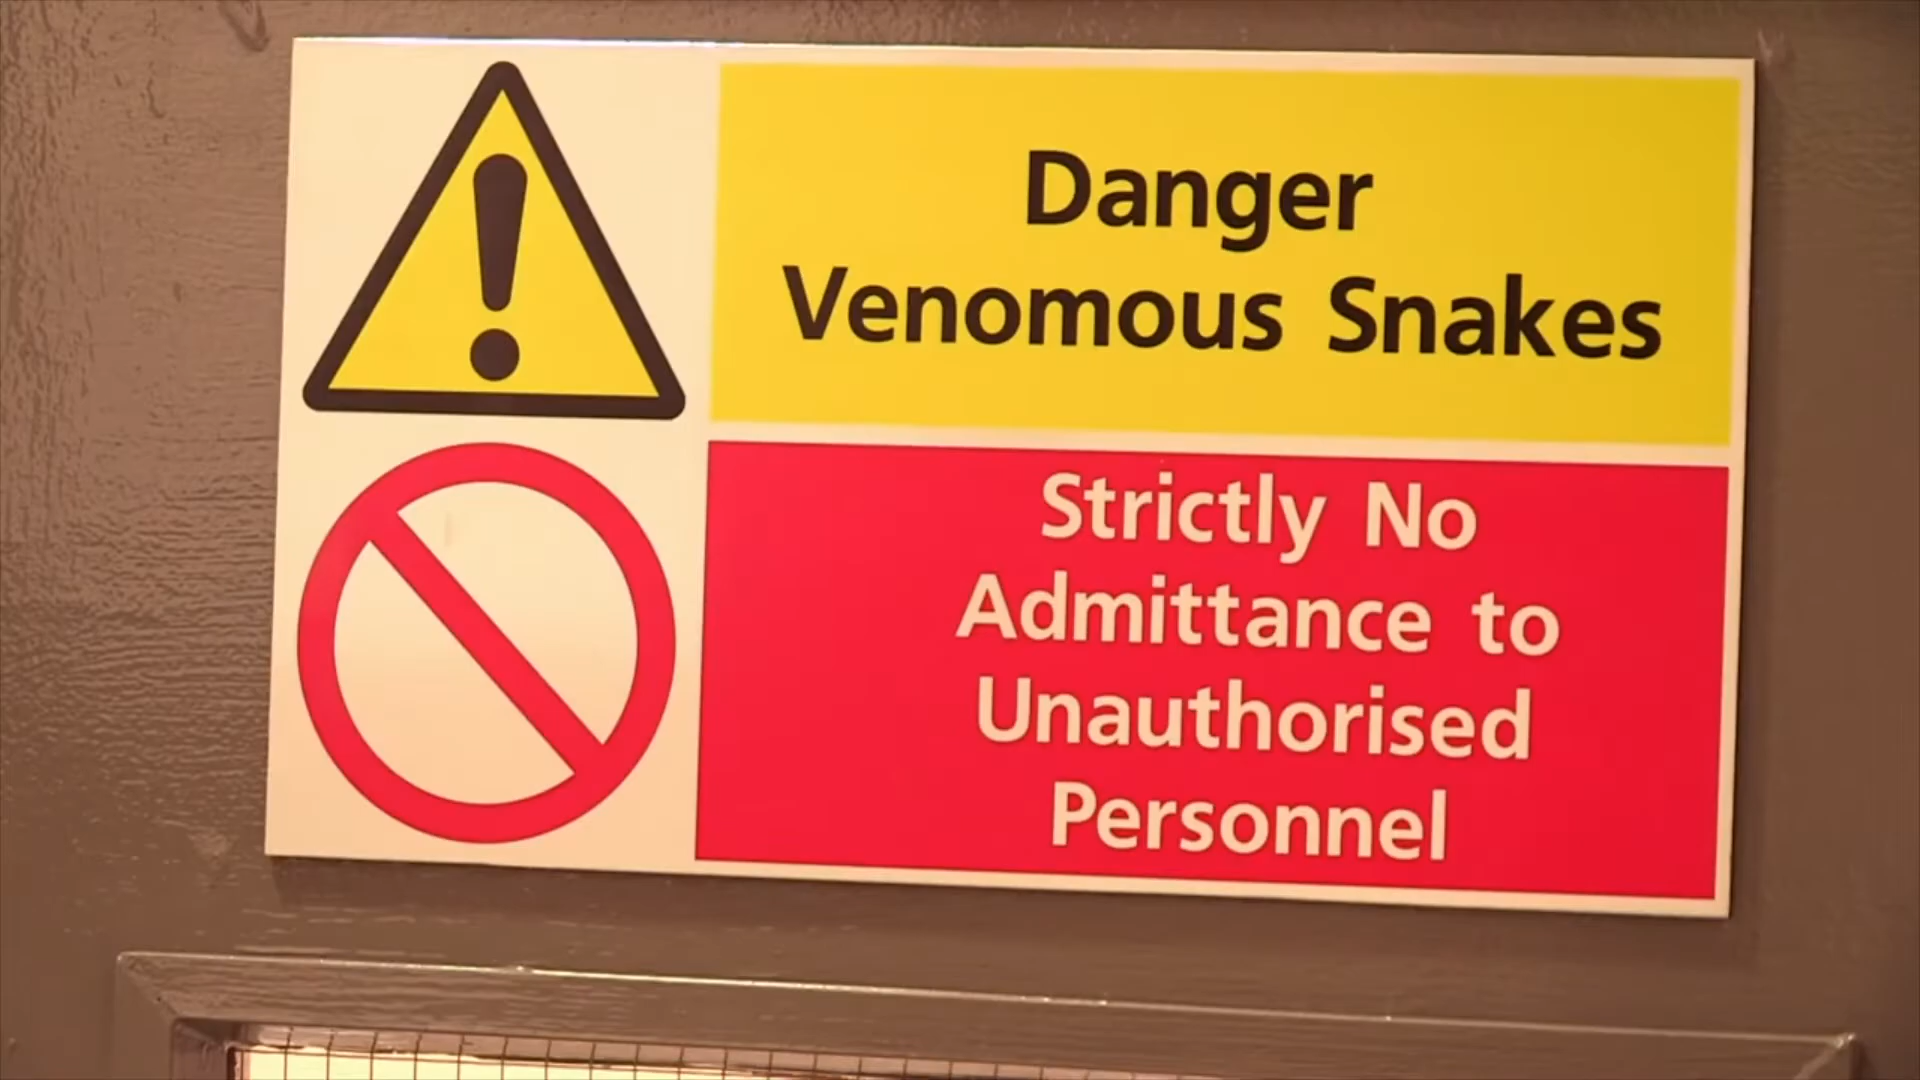 Danger
Venomous Snakes
Strictly No
Admittance to
Unauthorised
Personnel